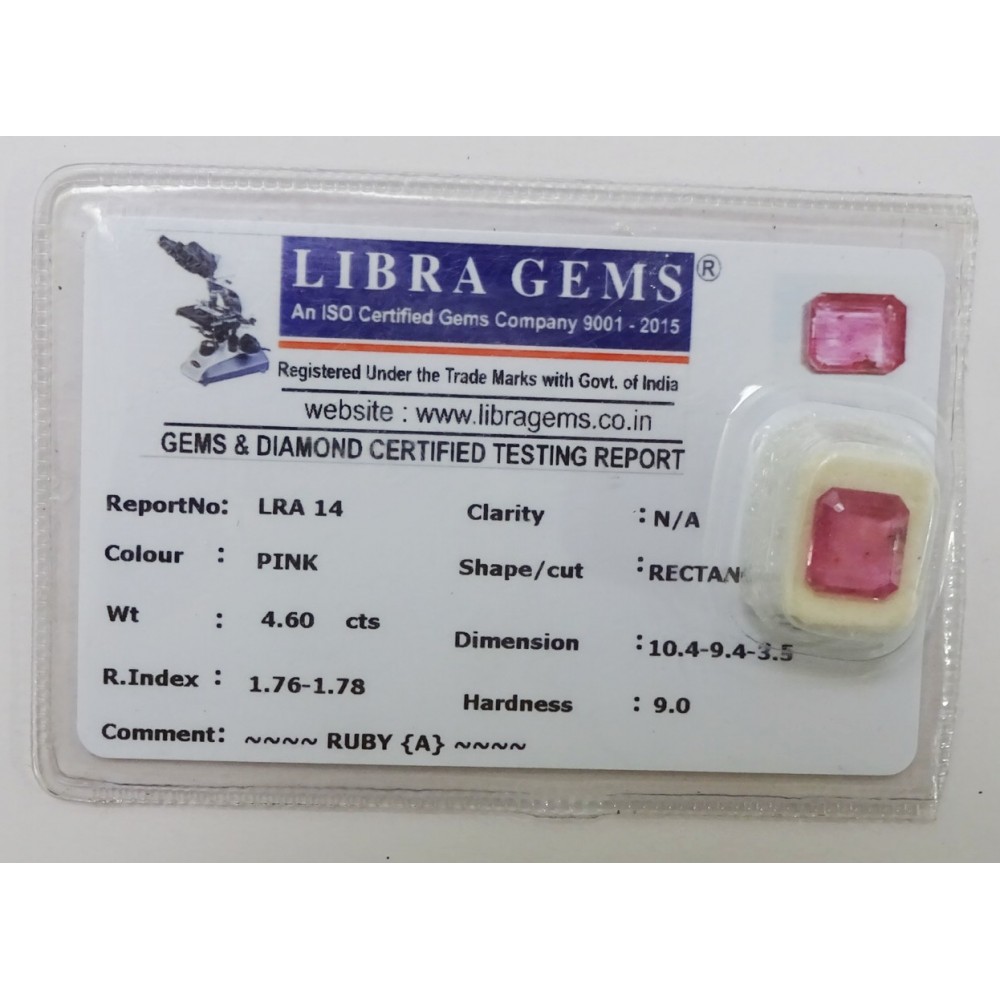 LIBRA GEMS®
An ISO Certified Gems Company 9001 - 2015
Registered Under the Trade Marks with Govt. of India
website : www.libragems.co.in
GEMS & DIAMOND CERTIFIED TESTING REPORT
ReportNo: LRA 14
Clarity : N/A
Colour : PINK
Shape/cut :
Wt : 4.60 cts
Dimension : 10.4-9.4-3.5
R.Index : 1.76-1.78
Hardness : 9.0
Comment: ~~~~ RUBY {A} ~~~~